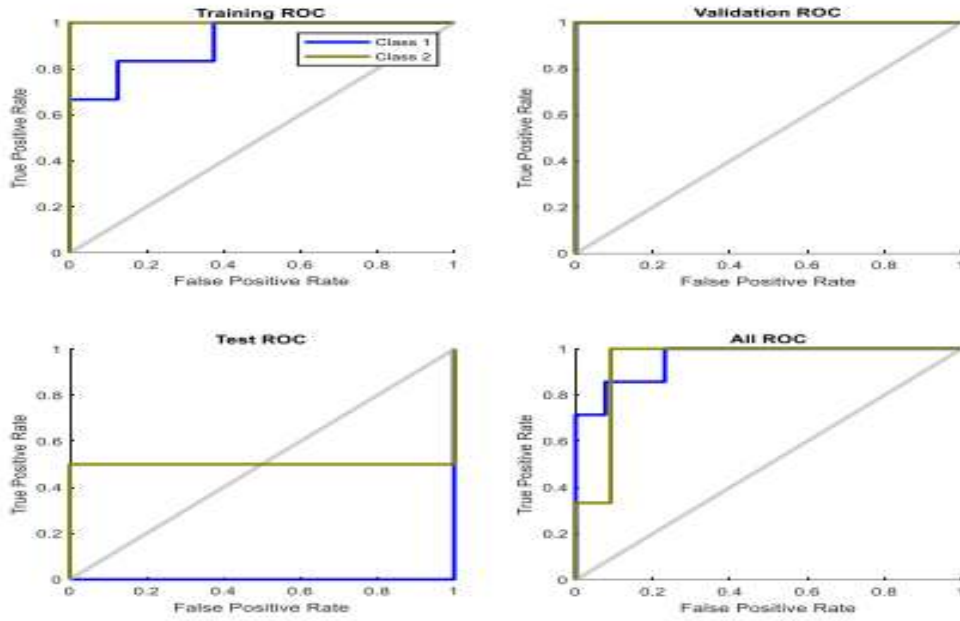 Training ROC
1
0.8
0.6
0.4
0.2
0
True Positive Rate
Class 1
Class 2
0 0.2 0.4 0.6 0.8 1
False Positive Rate
Validation ROC
1
0.8
0.6
0.4
0.2
0
True Positive Rate
0 0.2 0.4 0.6 0.8 1
False Positive Rate
Test ROC
1
0.8
0.6
0.4
0.2
0
True Positive Rate
0 0.2 0.4 0.6 0.8 1
False Positive Rate
All ROC
1
0.8
0.6
0.4
0.2
0
True Positive Rate
0 0.2 0.4 0.6 0.8 1
False Positive Rate